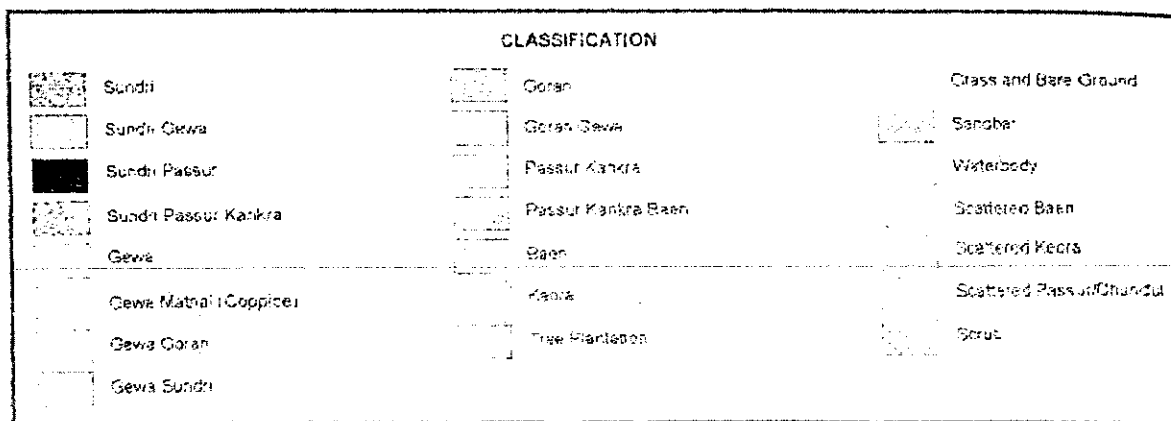 CLASSIFICATION
Sundri
Sundri Gewa
Sundri Passur
Sundri Passur Kankra
Gewa
Gewa Mathal (Coppice)
Gewa Goran
Gewa Sundri
Goran
Goran Gewa
Passur Kankra
Passur Kankra Baen
Baen
Keora
Tree Plantation
Grass and Bare Ground
Sandbar
Waterbody
Scattered Baen
Scattered Keora
Scattered Passur/Dhundul
Scrub